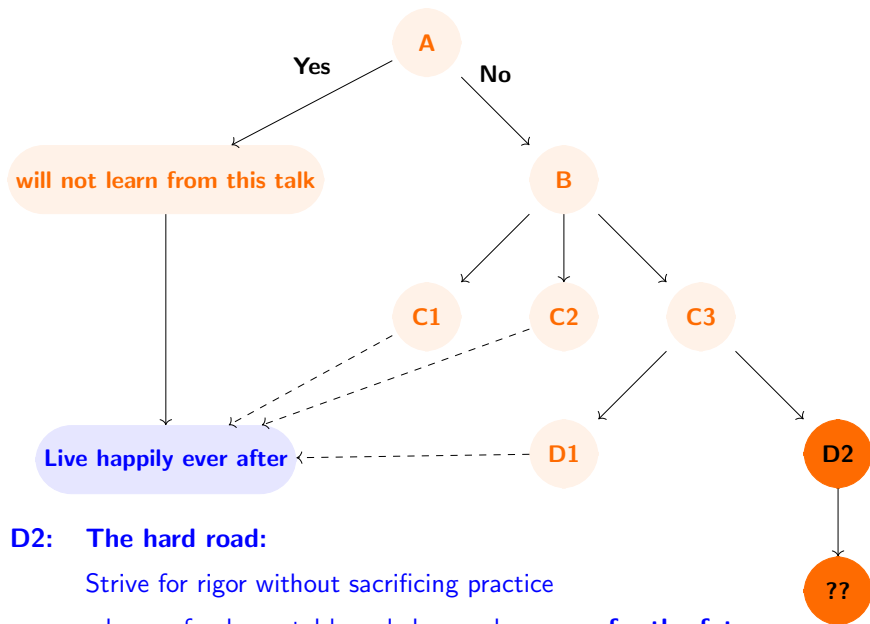 A
Yes
No
will not learn from this talk
B
C1
C2
C3
Live happily ever after
D1
D2
D2: The hard road:
Strive for rigor without sacrificing practice
??